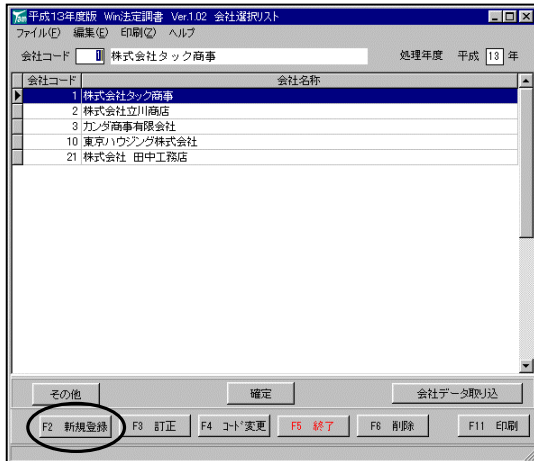 平成13年度版 Win法定調書 Ver.1.02 会社選択リスト
ファイル(F) 編集(E) 印刷(Z) ヘルプ
会社コード 1 株式会社タック商事 処理年度 平成 13 年
会社コード 会社名称
1 株式会社タック商事
2 株式会社立川商店
3 カンダ商事有限会社
10 東京ハウジング株式会社
21 株式会社 田中工務店
その他 確定 会社データ取り込
F2 新規登録 F3 訂正 F4 コード変更 F5 終了 F6 削除 F11 印刷